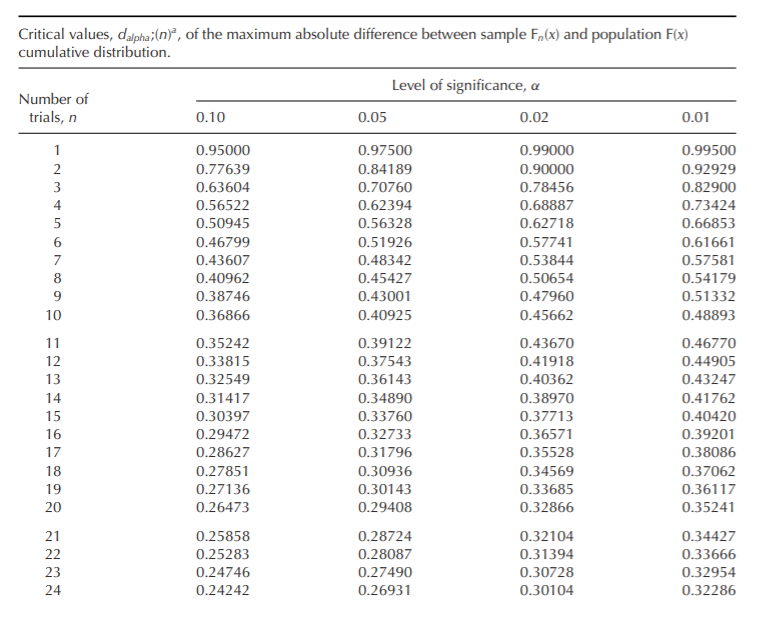 Critical values, dalpha;(n)ª, of the maximum absolute difference between sample Fn(x) and population F(x)
cumulative distribution.
Level of significance, α
Number of
trials, n 0.10 0.05 0.02 0.01
1 0.95000 0.97500 0.99000 0.99500
2 0.77639 0.84189 0.90000 0.92929
3 0.63604 0.70760 0.78456 0.82900
4 0.56522 0.62394 0.68887 0.73424
5 0.50945 0.56328 0.62718 0.66853
6 0.46799 0.51926 0.57741 0.61661
7 0.43607 0.48342 0.53844 0.57581
8 0.40962 0.45427 0.50654 0.54179
9 0.38746 0.43001 0.47960 0.51332
10 0.36866 0.40925 0.45662 0.48893
11 0.35242 0.39122 0.43670 0.46770
12 0.33815 0.37543 0.41918 0.44905
13 0.32549 0.36143 0.40362 0.43247
14 0.31417 0.34890 0.38970 0.41762
15 0.30397 0.33760 0.37713 0.40420
16 0.29472 0.32733 0.36571 0.39201
17 0.28627 0.31796 0.35528 0.38086
18 0.27851 0.30936 0.34569 0.37062
19 0.27136 0.30143 0.33685 0.36117
20 0.26473 0.29408 0.32866 0.35241
21 0.25858 0.28724 0.32104 0.34427
22 0.25283 0.28087 0.31394 0.33666
23 0.24746 0.27490 0.30728 0.32954
24 0.24242 0.26931 0.30104 0.32286